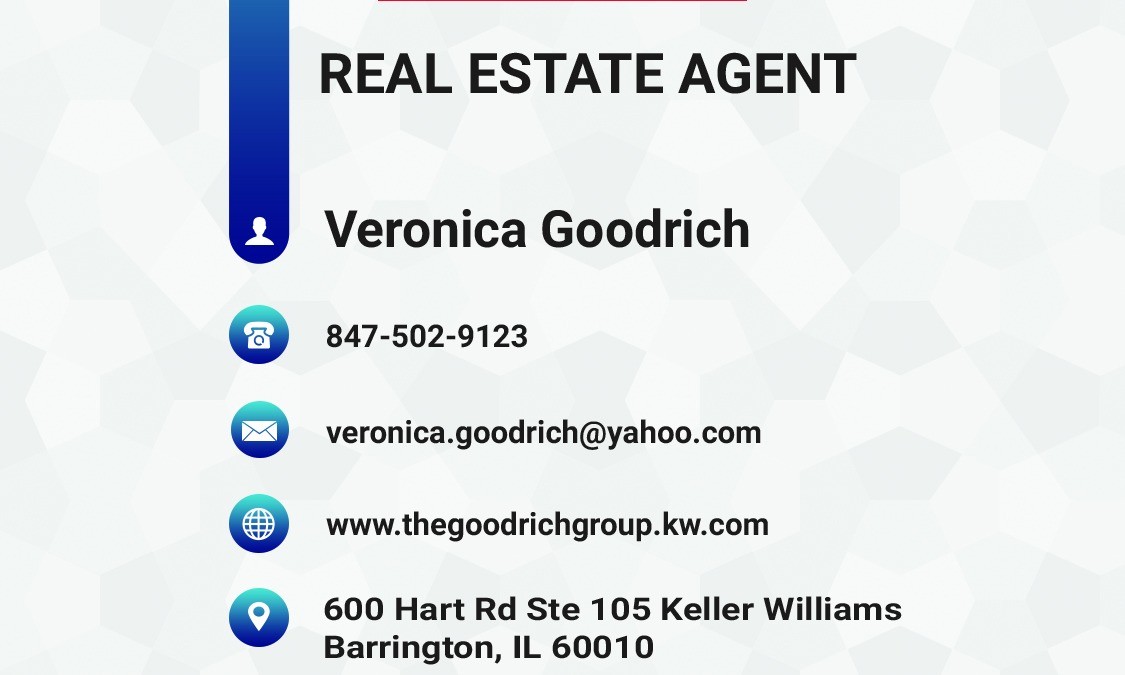 REAL ESTATE AGENT
Veronica Goodrich
847-502-9123
veronica.goodrich@yahoo.com
www.thegoodrichgroup.kw.com
600 Hart Rd Ste 105 Keller Williams
Barrington, IL 60010